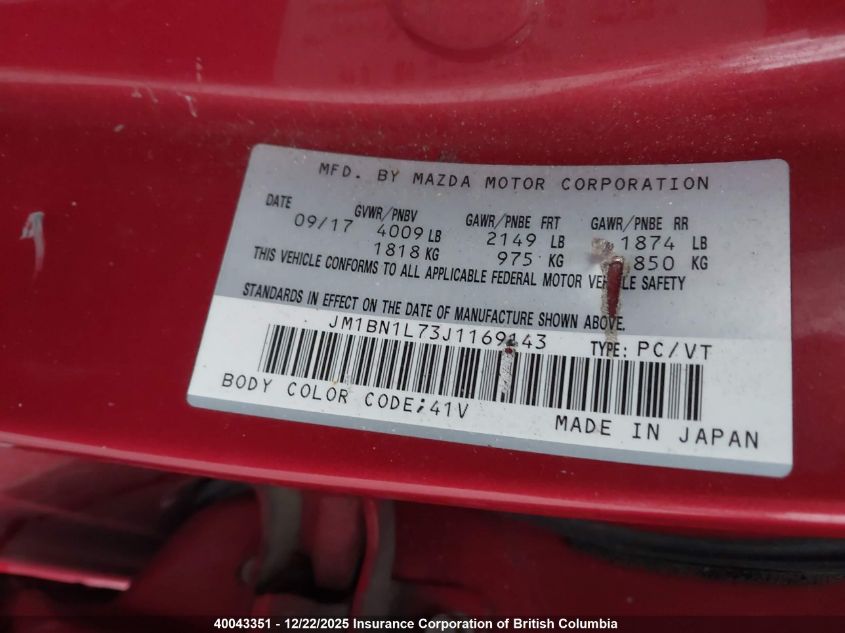 MFD. BY MAZDA MOTOR CORPORATION
DATE GVWR/PNBV GAWR/PNBE FRT GAWR/PNBE RR
09/17 4009 LB 2149 LB 1874 LB
1818 KG 975 KG 850 KG
THIS VEHICLE CONFORMS TO ALL APPLICABLE FEDERAL MOTOR VEHICLE SAFETY
STANDARDS IN EFFECT ON THE DATE OF MANUFACTURE SHOWN ABOVE.
JM1BN1L73J1169143 TYPE: PC/VT
BODY COLOR CODE;41V
MADE IN JAPAN
40043351 - 12/22/2025 Insurance Corporation of British Columbia